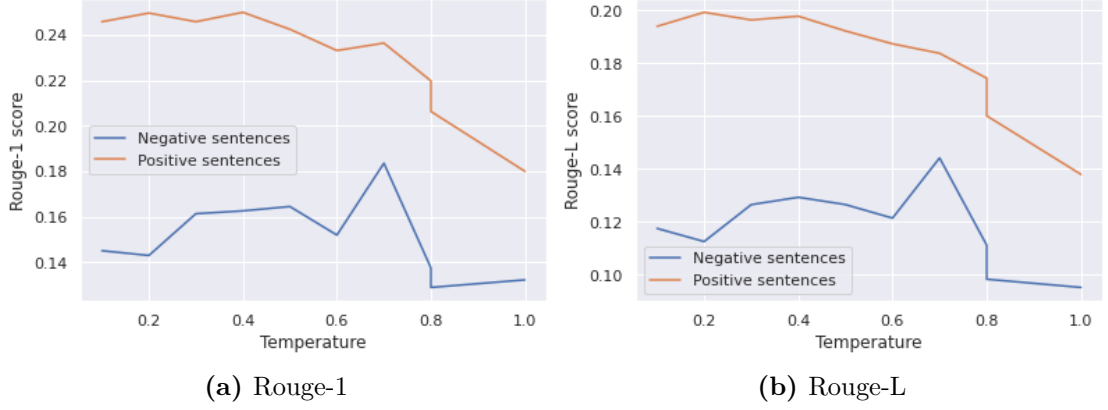 0.24
0.22
0.20
0.18
0.16
0.14
Rouge-1 score
Negative sentences
Positive sentences
0.2 0.4 0.6 0.8 1.0
Temperature
(a) Rouge-1
0.20
0.18
0.16
0.14
0.12
0.10
Rouge-L score
Negative sentences
Positive sentences
0.2 0.4 0.6 0.8 1.0
Temperature
(b) Rouge-L